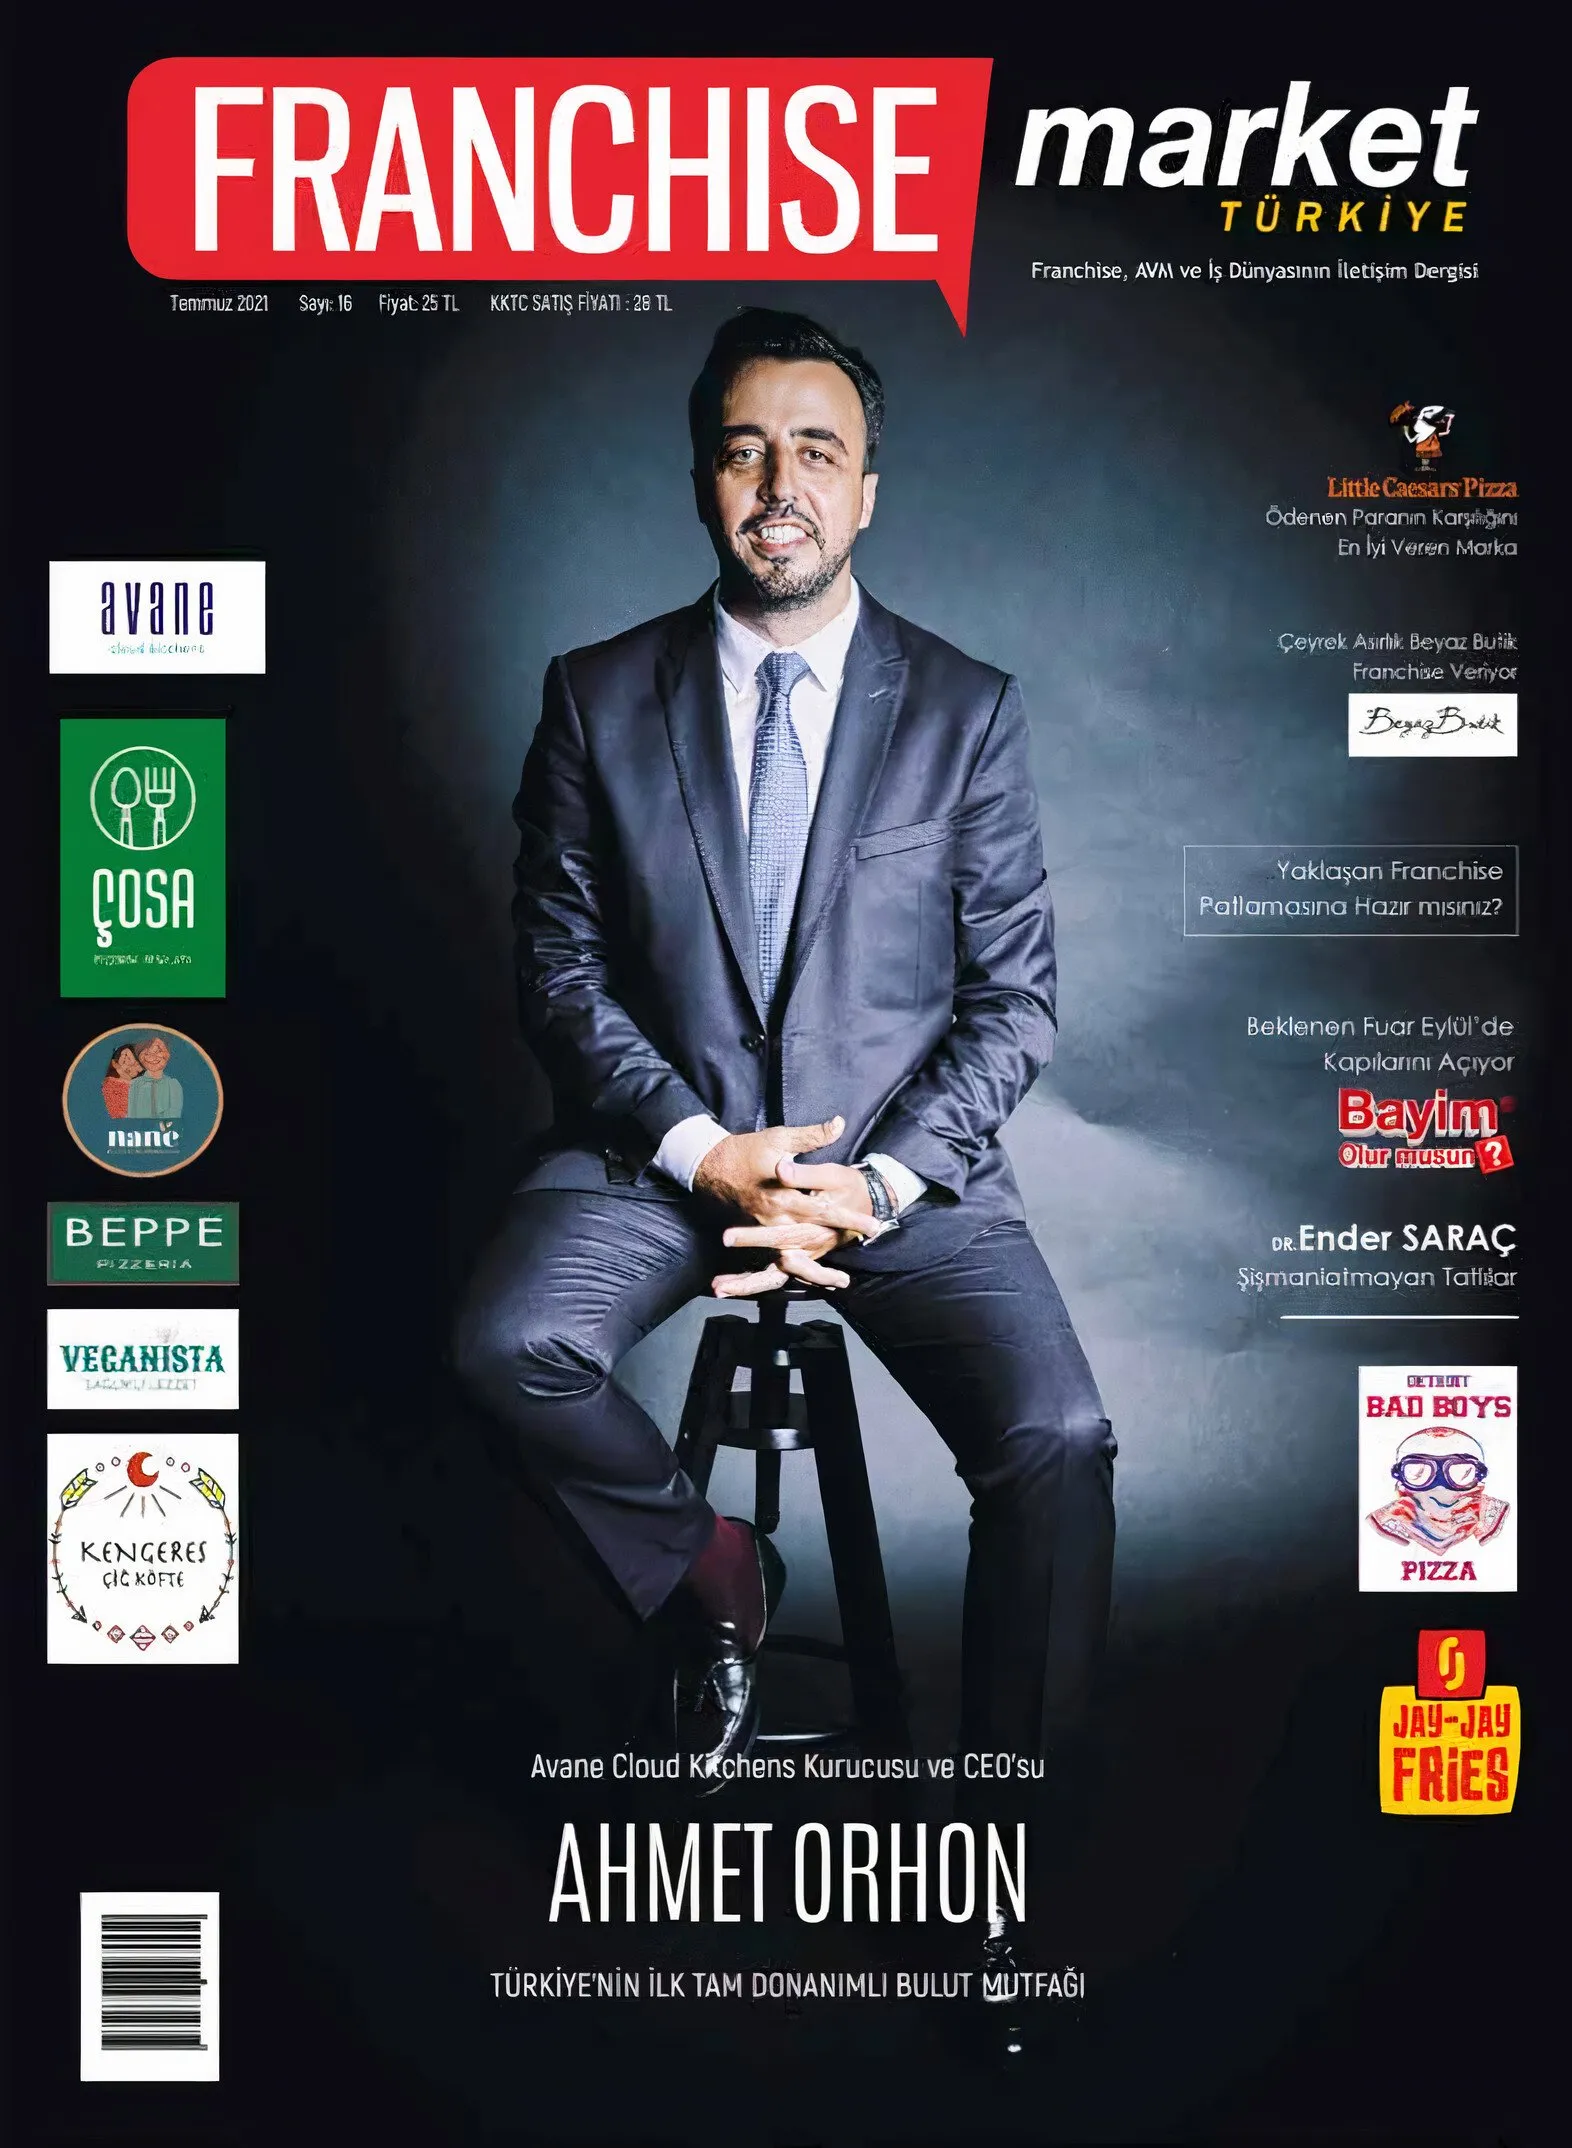 FRANCHISE
market
TÜRKİYE
Franchise, AVM ve İş Dünyasının İletişim Dergisi
Temmuz 2021 Sayı: 16 Fiyat: 25 TL KKTC SATIŞ FİYATI : 28 TL
Little Caesars Pizza
Ödenen Paranın Karşılığını
En İyi Veren Marka
avane
cloud kitchens
Çeyrek Asırlık Beyaz Butik
Franchise Veriyor
Beyaz Butik
ÇOSA
Yaklaşan Franchise
Patlamasına Hazır mısınız?
Beklenen Fuar Eylül'de
Kapılarını Açıyor
Bayim
Olur musun?
nane
BEPPE
PIZZERIA
DR. Ender SARAÇ
Şişmanlatmayan Tatlılar
VEGANISTA
DETROIT
BAD BOYS
PIZZA
KENGERES
ÇİĞ KÖFTE
JAY-JAY
FRiES
Avane Cloud Kitchens Kurucusu ve CEO'su
AHMET ORHON
TÜRKİYE'NİN İLK TAM DONANIMLI BULUT MUTFAĞI